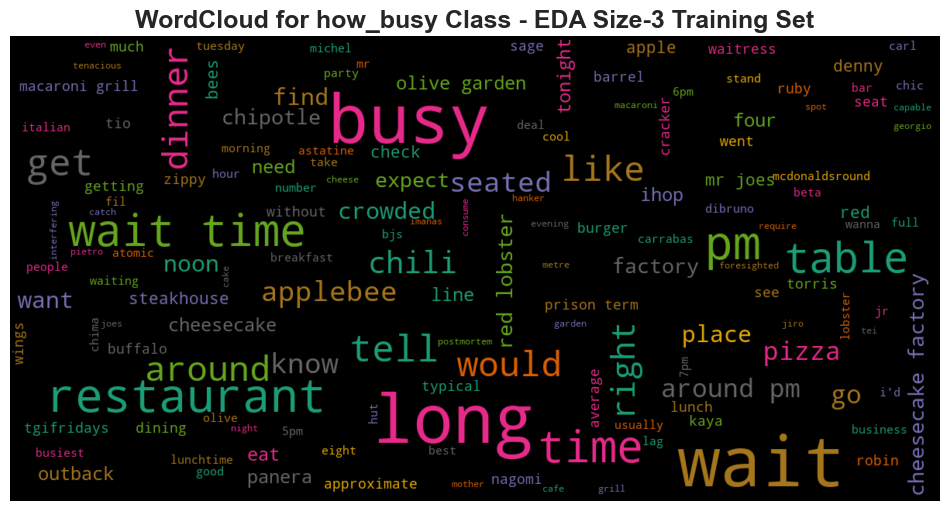 WordCloud for how_busy Class - EDA Size-3 Training Set
even much tuesday michel sage tonight apple waitress carl
tenacious bees mr party olive garden barrel denny chic
macaroni grill dinner find busy stand ruby bar seat capable
italian tio chipotle deal cool macaroni cracker 6pm four spot georgio
get morning astatine check like went
zippy hour take need expect seated ihop mr joes mcdonaldsround
getting number cheese hanker beta
fil without crowded consume dibruno red wanna full
interfering catch wait time bjs imanas evening burger carrabas pm require
people pietro atomic noon breakfast chili red lobster metre factory foresighted table
want waiting cake applebee line prison term see torris
wings steakhouse lobster jr
chima joes cheesecake postmortem garden place jiro tei cheesecake factory
buffalo around know tell would right 7pm pizza
restaurant typical average around pm go i'd
tgifridays olive dining hut long usually lunch kaya business
busiest night 5pm eat eight best time lag wait robin
outback lunchtime good panera approximate mother nagomi cafe grill